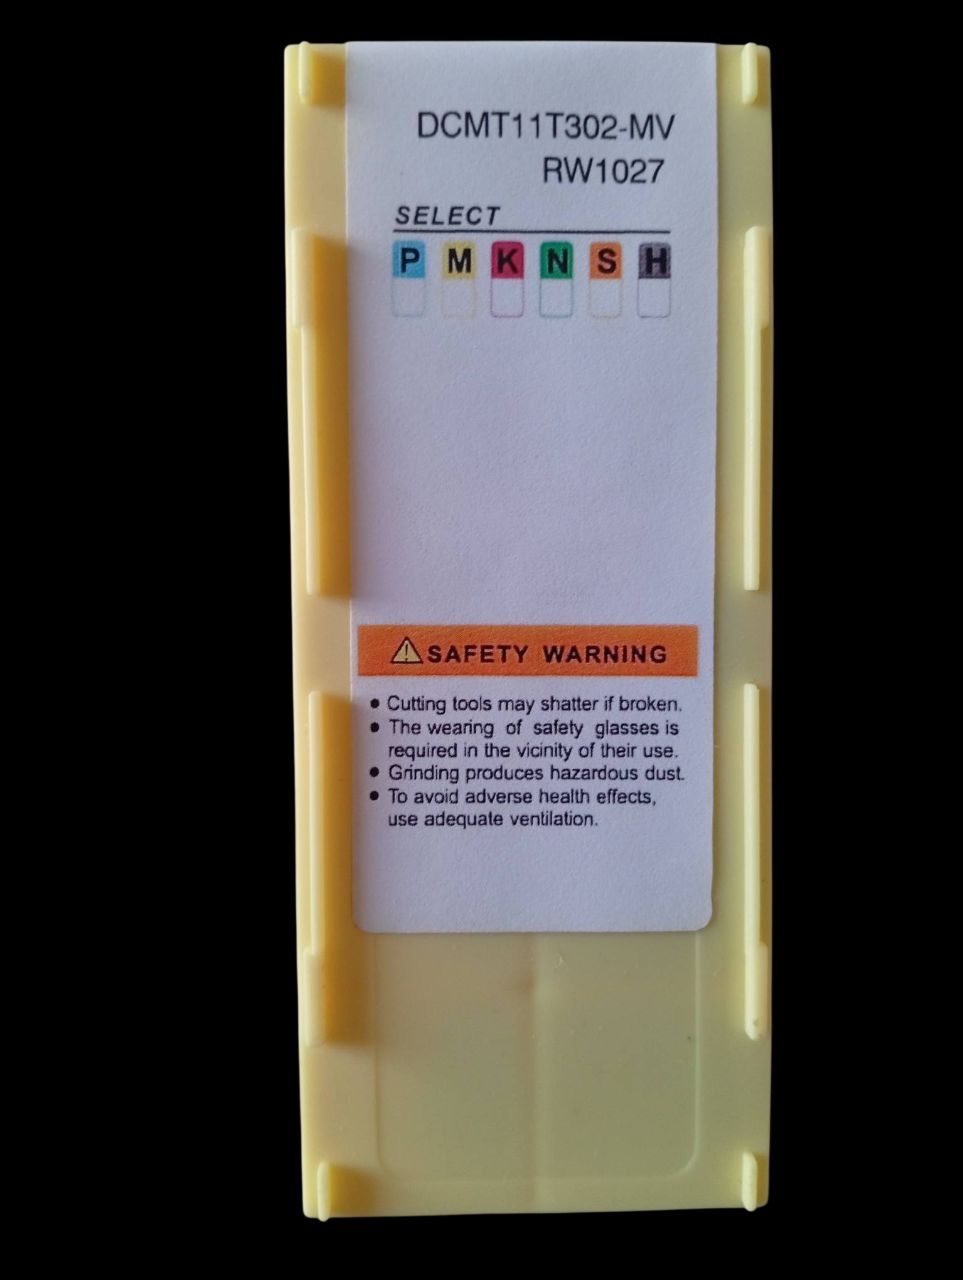 DCMT11T302-MV
RW1027
SELECT
P M K N S H
SAFETY WARNING
• Cutting tools may shatter if broken.
• The wearing of safety glasses is
required in the vicinity of their use.
• Grinding produces hazardous dust.
• To avoid adverse health effects,
use adequate ventilation.